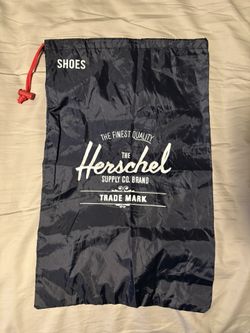 SHOES
THE FINEST QUALITY
THE
Herschel
SUPPLY CO. BRAND
TRADE MARK